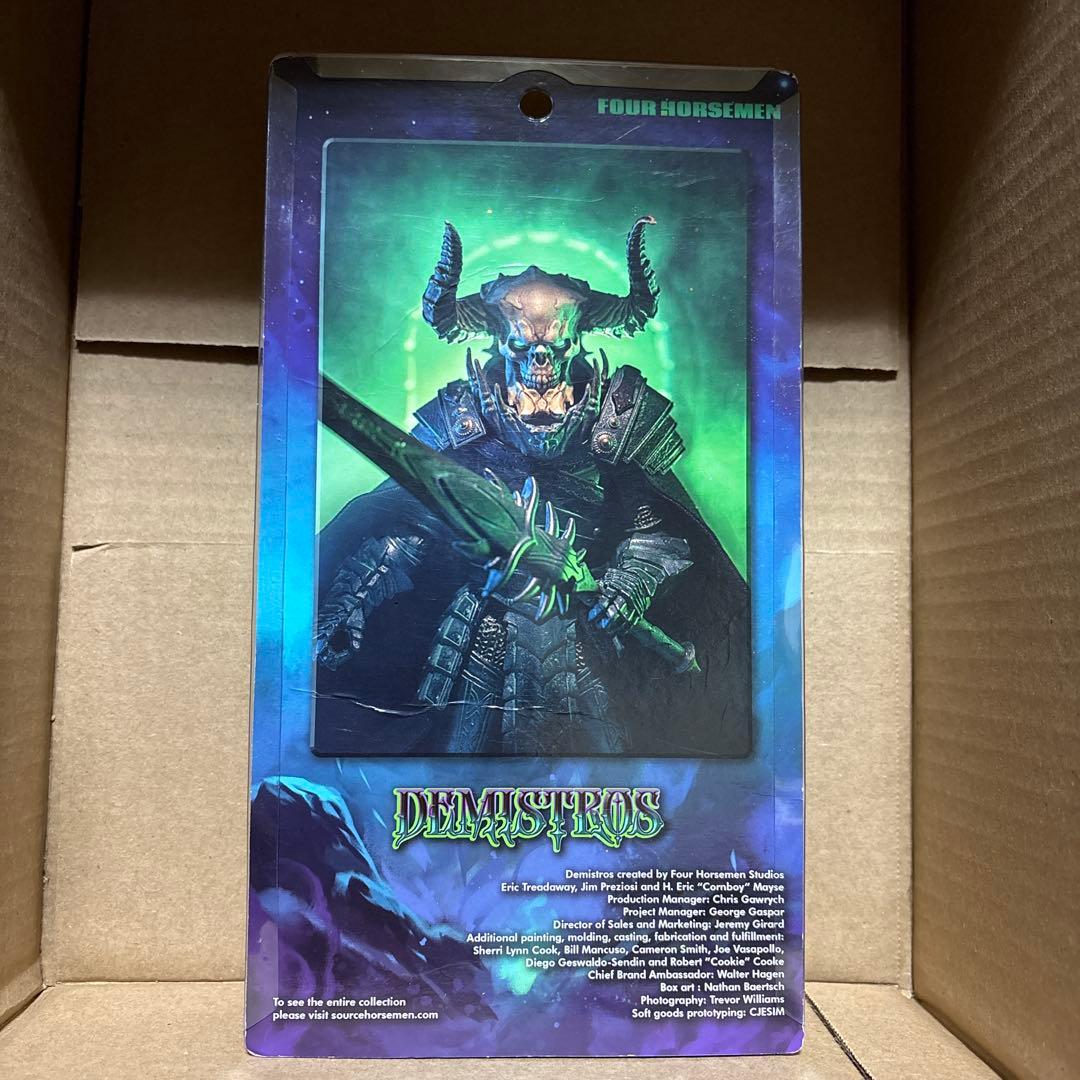 FOUR HORSEMEN
DEMISTROS
Demistros created by Four Horsemen Studios
Eric Treadaway, Jim Preziosi and H. Eric "Cornboy" Mayse
Production Manager: Chris Gawrych
Project Manager: George Gaspar
Director of Sales and Marketing: Jeremy Girard
Additional painting, molding, casting, fabrication and fulfillment:
Sherri Lynn Cook, Bill Mancuso, Cameron Smith, Joe Vasapollo,
Diego Geswaldo-Sendin and Robert "Cookie" Cooke
Chief Brand Ambassador: Walter Hagen
Box art : Nathan Baertsch
Photography: Trevor Williams
Soft goods prototyping: CJESIM
To see the entire collection
please visit sourcehorsemen.com